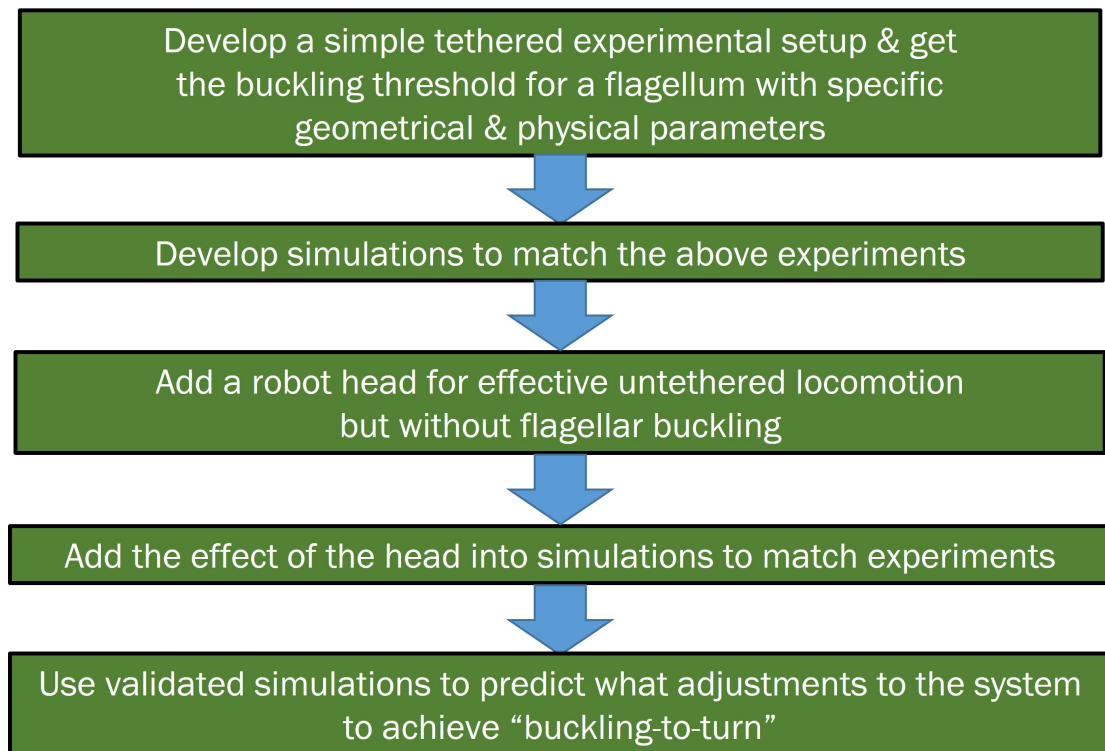 Develop a simple tethered experimental setup & get
the buckling threshold for a flagellum with specific
geometrical & physical parameters
Develop simulations to match the above experiments
Add a robot head for effective untethered locomotion
but without flagellar buckling
Add the effect of the head into simulations to match experiments
Use validated simulations to predict what adjustments to the system
to achieve “buckling-to-turn”